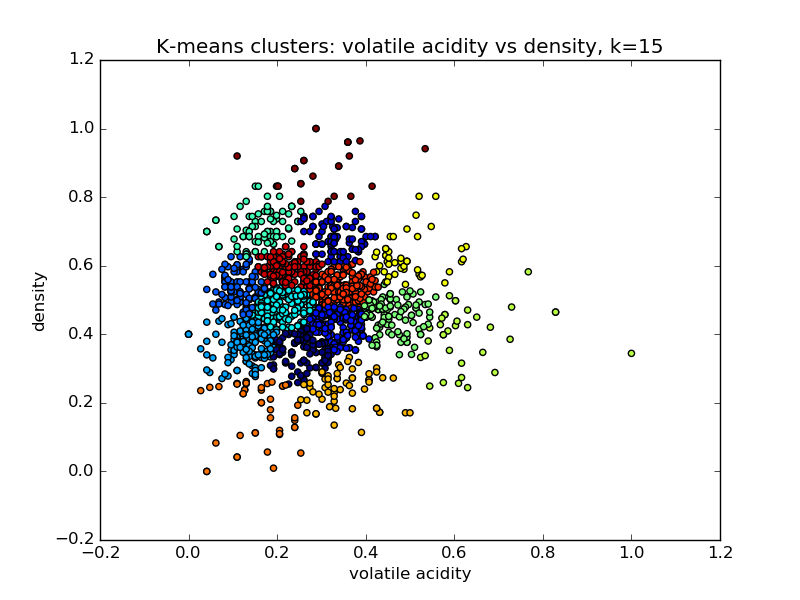 K-means clusters: volatile acidity vs density, k=15
1.2
1.0
0.8
0.6
0.4
0.2
0.0
−0.2
density
−0.2 0.0 0.2 0.4 0.6 0.8 1.0 1.2
volatile acidity